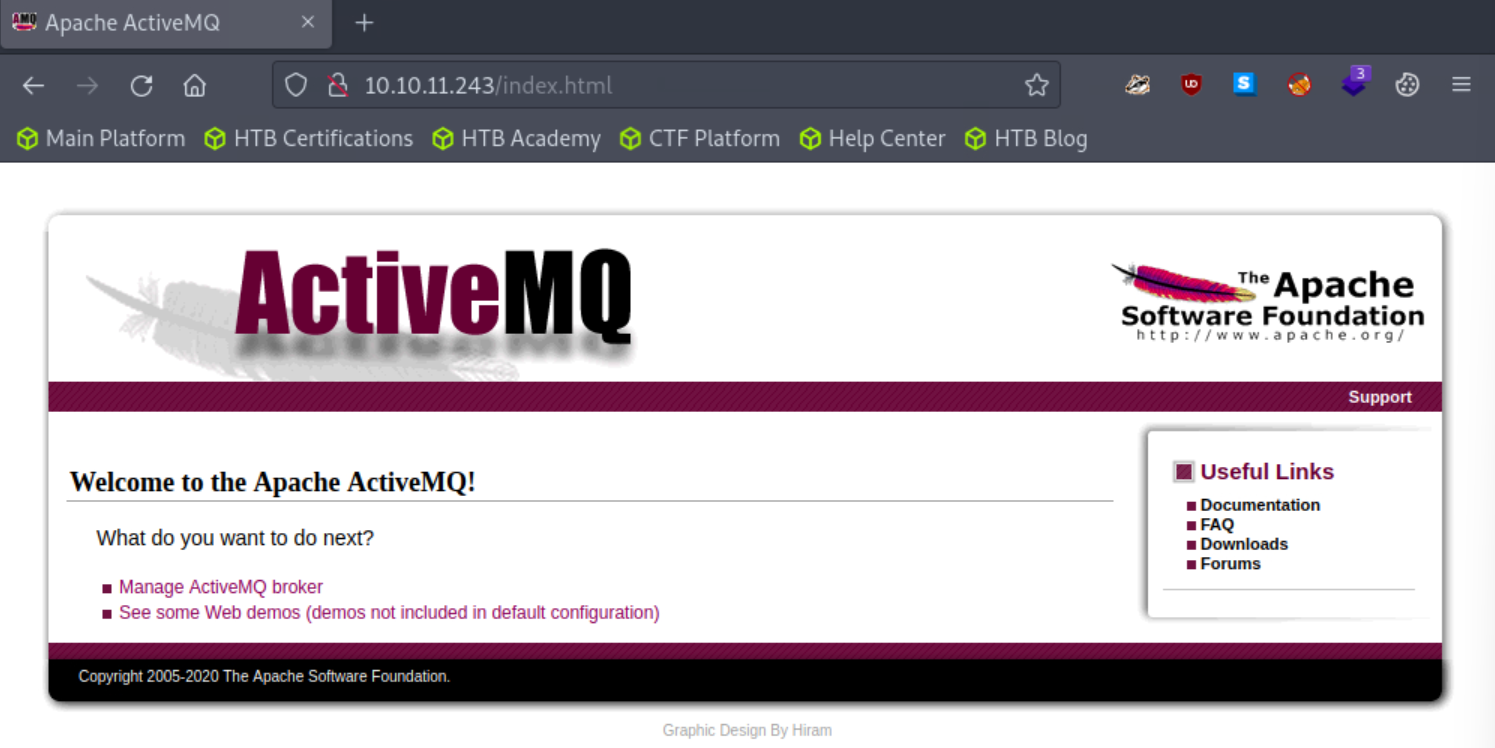 AMQ Apache ActiveMQ
10.10.11.243/index.html
UD
S
3
Main Platform HTB Certifications HTB Academy CTF Platform Help Center HTB Blog
ActiveMQ
The Apache
Software Foundation
http://www.apache.org/
Support
Welcome to the Apache ActiveMQ!
What do you want to do next?
Manage ActiveMQ broker
See some Web demos (demos not included in default configuration)
Useful Links
Documentation
FAQ
Downloads
Forums
Copyright 2005-2020 The Apache Software Foundation.
Graphic Design By Hiram